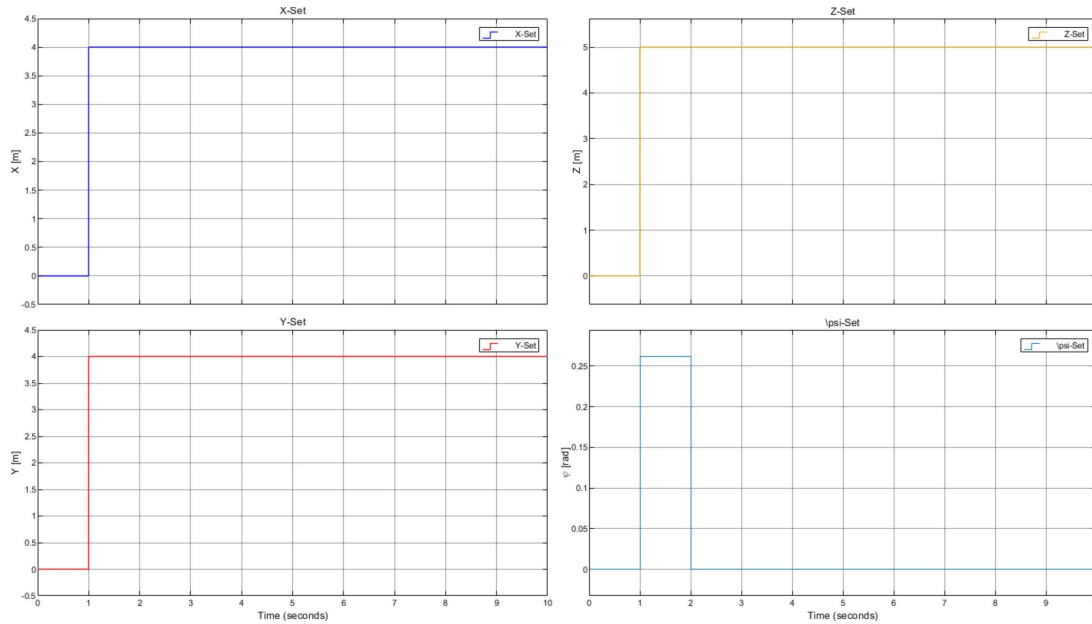 X-Set
4.5
4
3.5
3
2.5
2
1.5
1
0.5
0
-0.5
X [m]
X-Set
Z-Set
5
4
3
2
1
0
Z [m]
Z-Set
Y-Set
4.5
4
3.5
3
2.5
2
1.5
1
0.5
0
-0.5
Y [m]
Y-Set
0 1 2 3 4 5 6 7 8 9 10
Time (seconds)
\psi-Set
0.25
0.2
0.15
0.1
0.05
0
ψ [rad]
\psi-Set
0 1 2 3 4 5 6 7 8 9
Time (seconds)